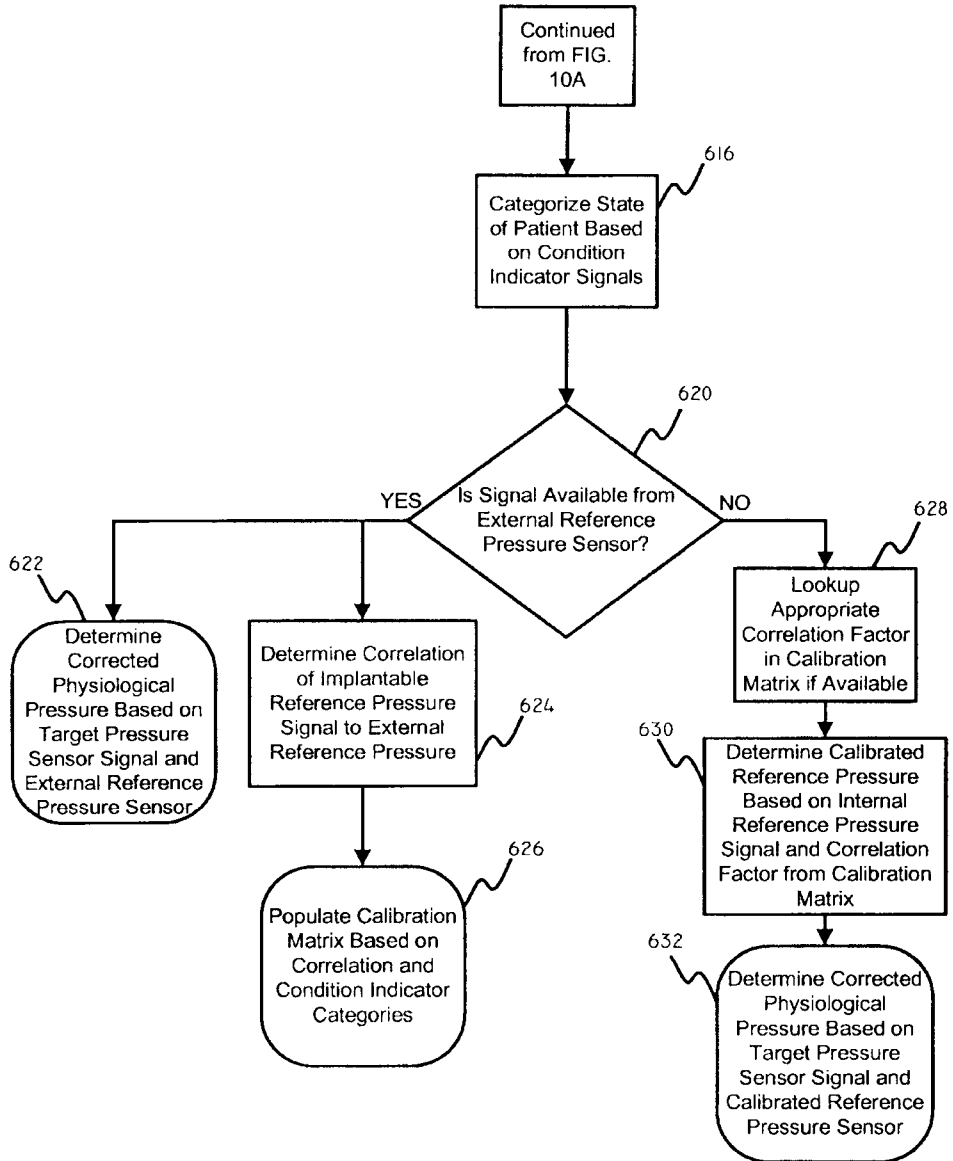 Continued
from FIG.
10A
616
Categorize State
of Patient Based
on Condition
Indicator Signals
620
Is Signal Available from
External Reference
Pressure Sensor?
YES
NO
622
Determine
Corrected
Physiological
Pressure Based on
Target Pressure
Sensor Signal and
External Reference
Pressure Sensor
Determine Correlation
of Implantable
Reference Pressure
Signal to External
Reference Pressure
624
626
Populate Calibration
Matrix Based on
Correlation and
Condition Indicator
Categories
628
Lookup
Appropriate
Correlation Factor
in Calibration
Matrix if Available
630
Determine Calibrated
Reference Pressure
Based on Internal
Reference Pressure
Signal and Correlation
Factor from Calibration
Matrix
632
Determine Corrected
Physiological
Pressure Based on
Target Pressure
Sensor Signal and
Calibrated Reference
Pressure Sensor